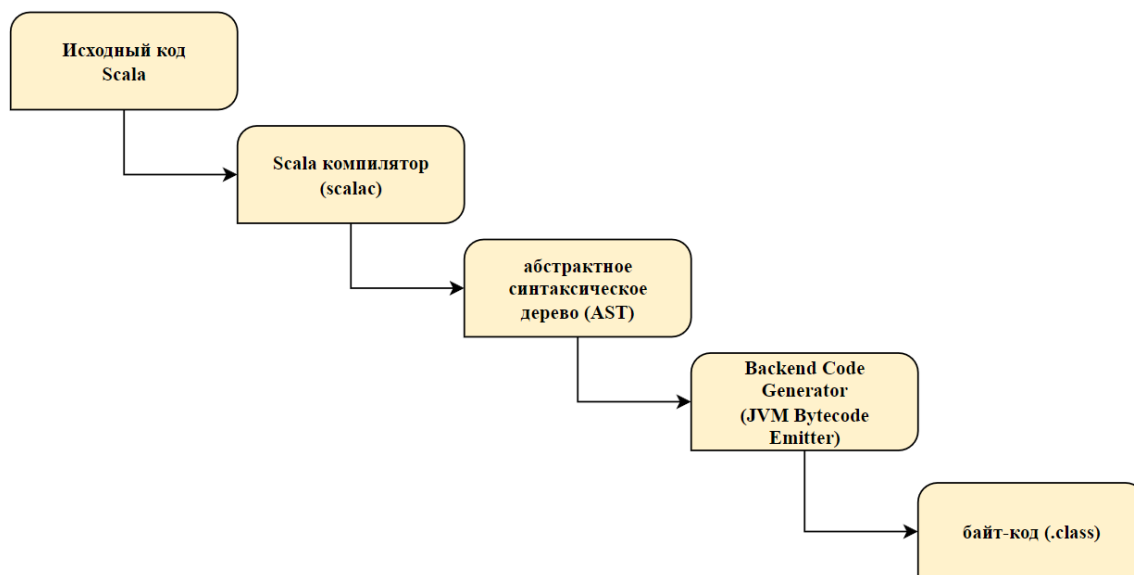 Исходный код
Scala
Scala компилятор
(scalac)
абстрактное
синтаксическое
дерево (AST)
Backend Code
Generator
(JVM Bytecode
Emitter)
байт-код (.class)